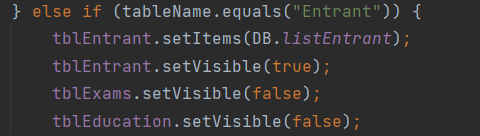 } else if (tableName.equals("Entrant")) {
tblEntrant.setItems(DB.listEntrant);
tblEntrant.setVisible(true);
tblExams.setVisible(false);
tblEducation.setVisible(false);